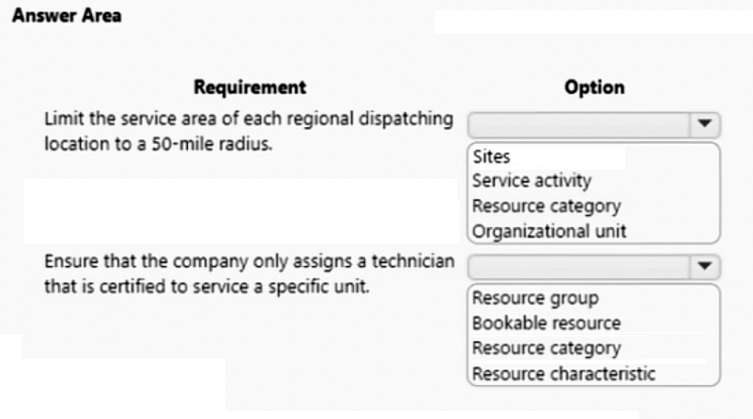 Answer Area
Requirement Option
Limit the service area of each regional dispatching
location to a 50-mile radius.
Sites
Service activity
Resource category
Organizational unit
Ensure that the company only assigns a technician
that is certified to service a specific unit.
Resource group
Bookable resource
Resource category
Resource characteristic